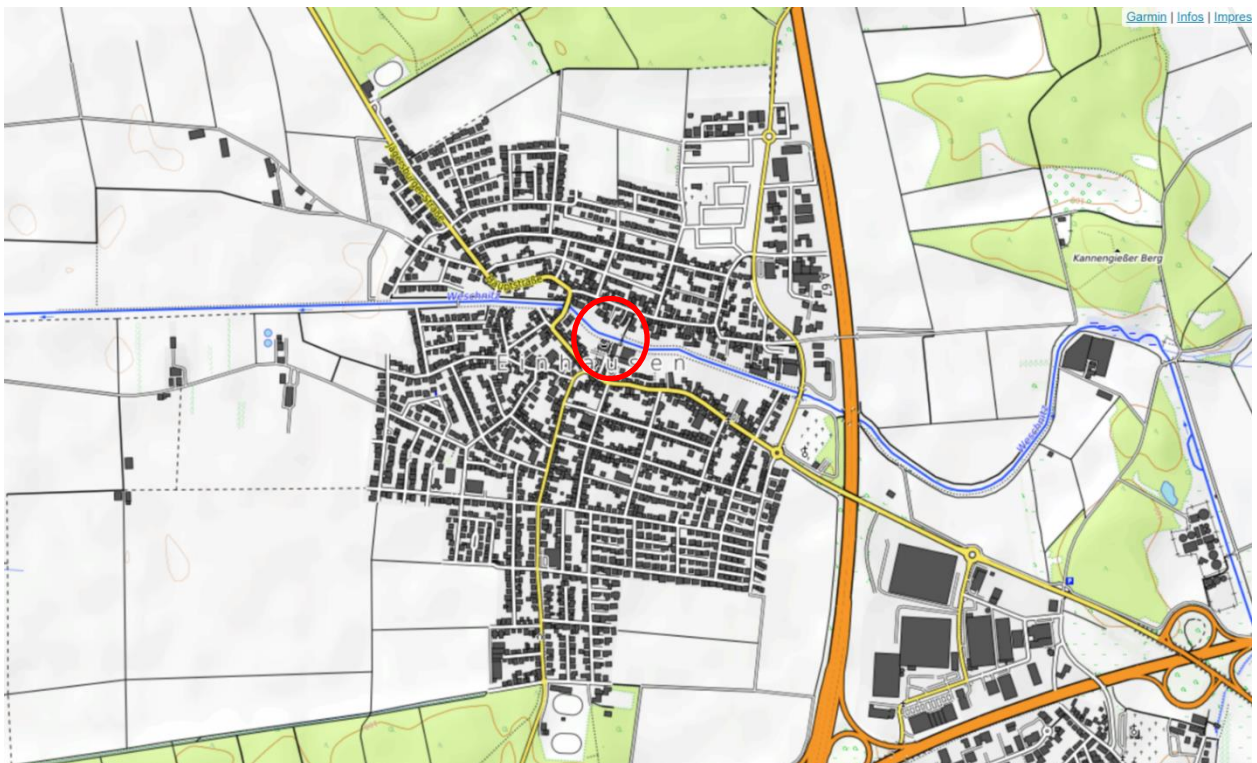 Garmin | Infos | Impres
Kannengießer Berg
A 67
Weschnitz
Einhausen
Weschnitz
P